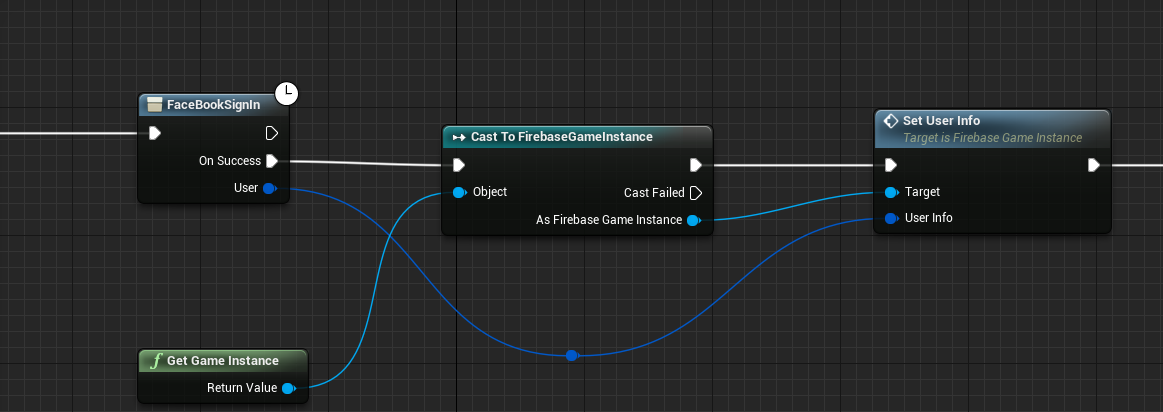 FaceBookSignIn
On Success
User
Cast To FirebaseGameInstance
Object
Cast Failed
As Firebase Game Instance
Set User Info
Target is Firebase Game Instance
Target
User Info
f Get Game Instance
Return Value